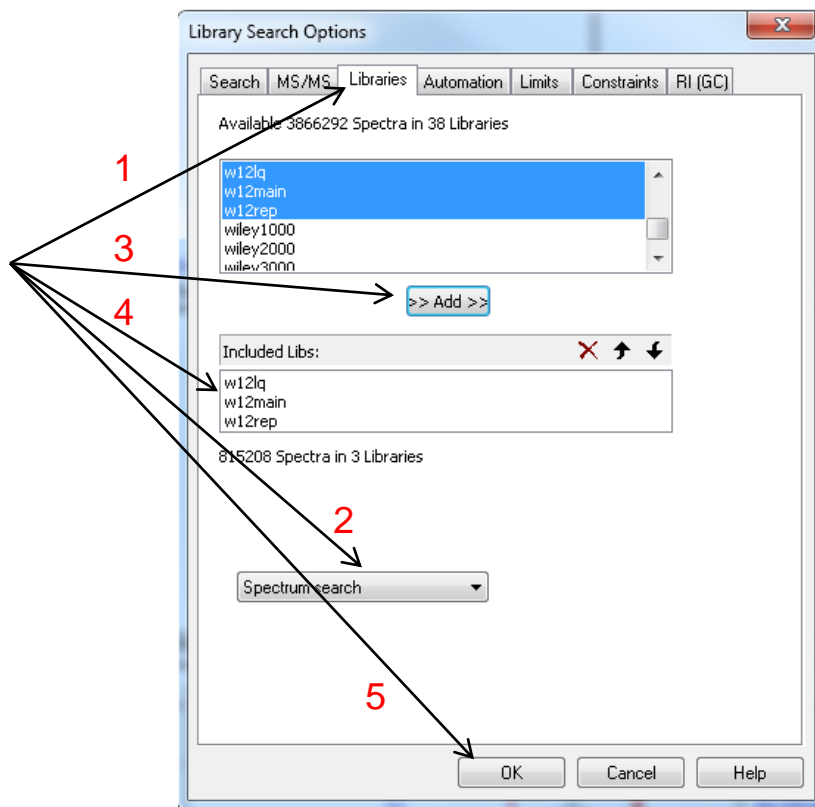 Library Search Options
Search MS/MS Libraries Automation Limits Constraints RI (GC)
Available 3866292 Spectra in 38 Libraries
1
w12lq
w12main
w12rep
wiley1000
wiley2000
wiley3000
3
>> Add >>
4
Included Libs:
w12lq
w12main
w12rep
815208 Spectra in 3 Libraries
2
Spectrum search
5
OK Cancel Help